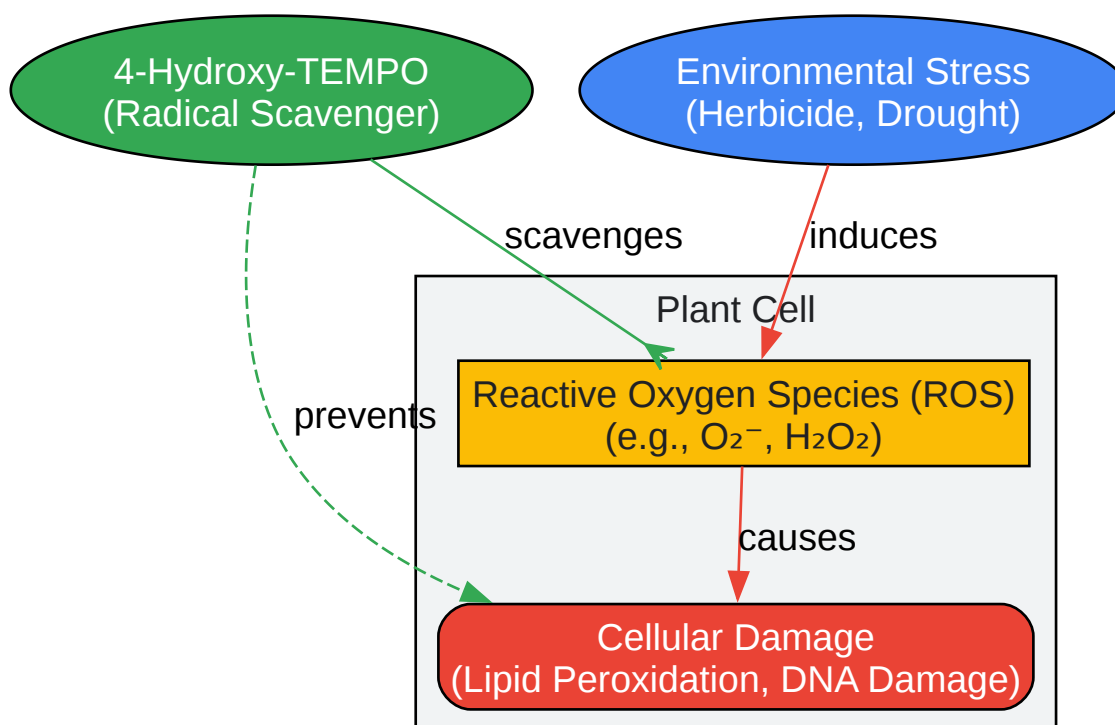 4-Hydroxy-TEMPO
(Radical Scavenger)
Environmental Stress
(Herbicide, Drought)
scavenges
induces
Plant Cell
Reactive Oxygen Species (ROS)
(e.g., O₂⁻, H₂O₂)
prevents
causes
Cellular Damage
(Lipid Peroxidation, DNA Damage)